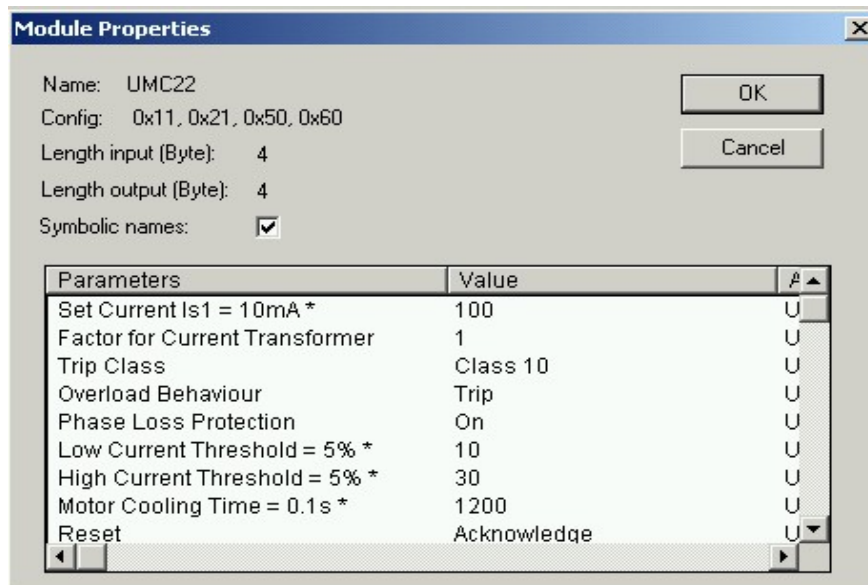 Module Properties
Name: UMC22
OK
Config: 0x11, 0x21, 0x50, 0x60
Length input (Byte): 4
Cancel
Length output (Byte): 4
Symbolic names:
Parameters Value
Set Current Is1 = 10mA * 100 U
Factor for Current Transformer 1 U
Trip Class Class 10 U
Overload Behaviour Trip U
Phase Loss Protection On U
Low Current Threshold = 5% * 10 U
High Current Threshold = 5% * 30 U
Motor Cooling Time = 0.1s * 1200 U
Reset Acknowledge U